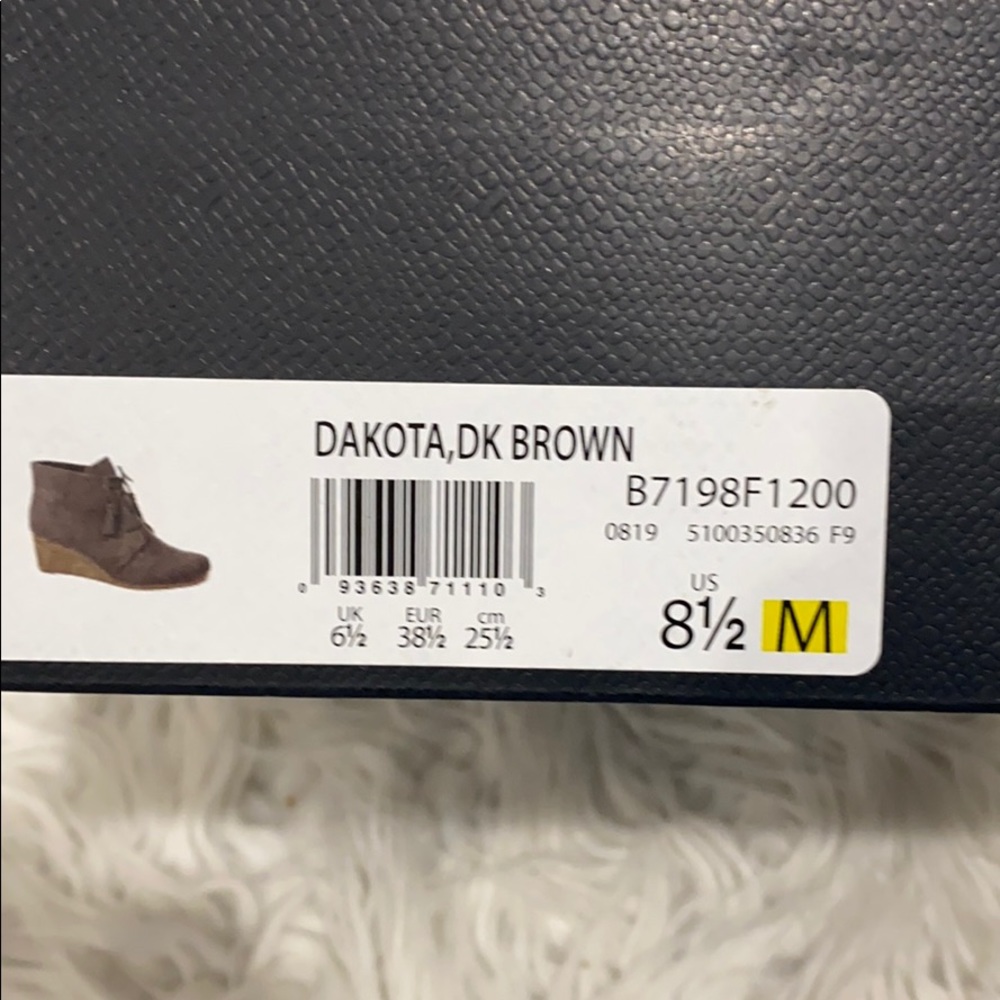 DAKOTA,DK BROWN
B7198F1200
0819 5100350836 F9
0 93638 71110 3
UK EUR cm
6½ 38½ 25½
US
8½ M